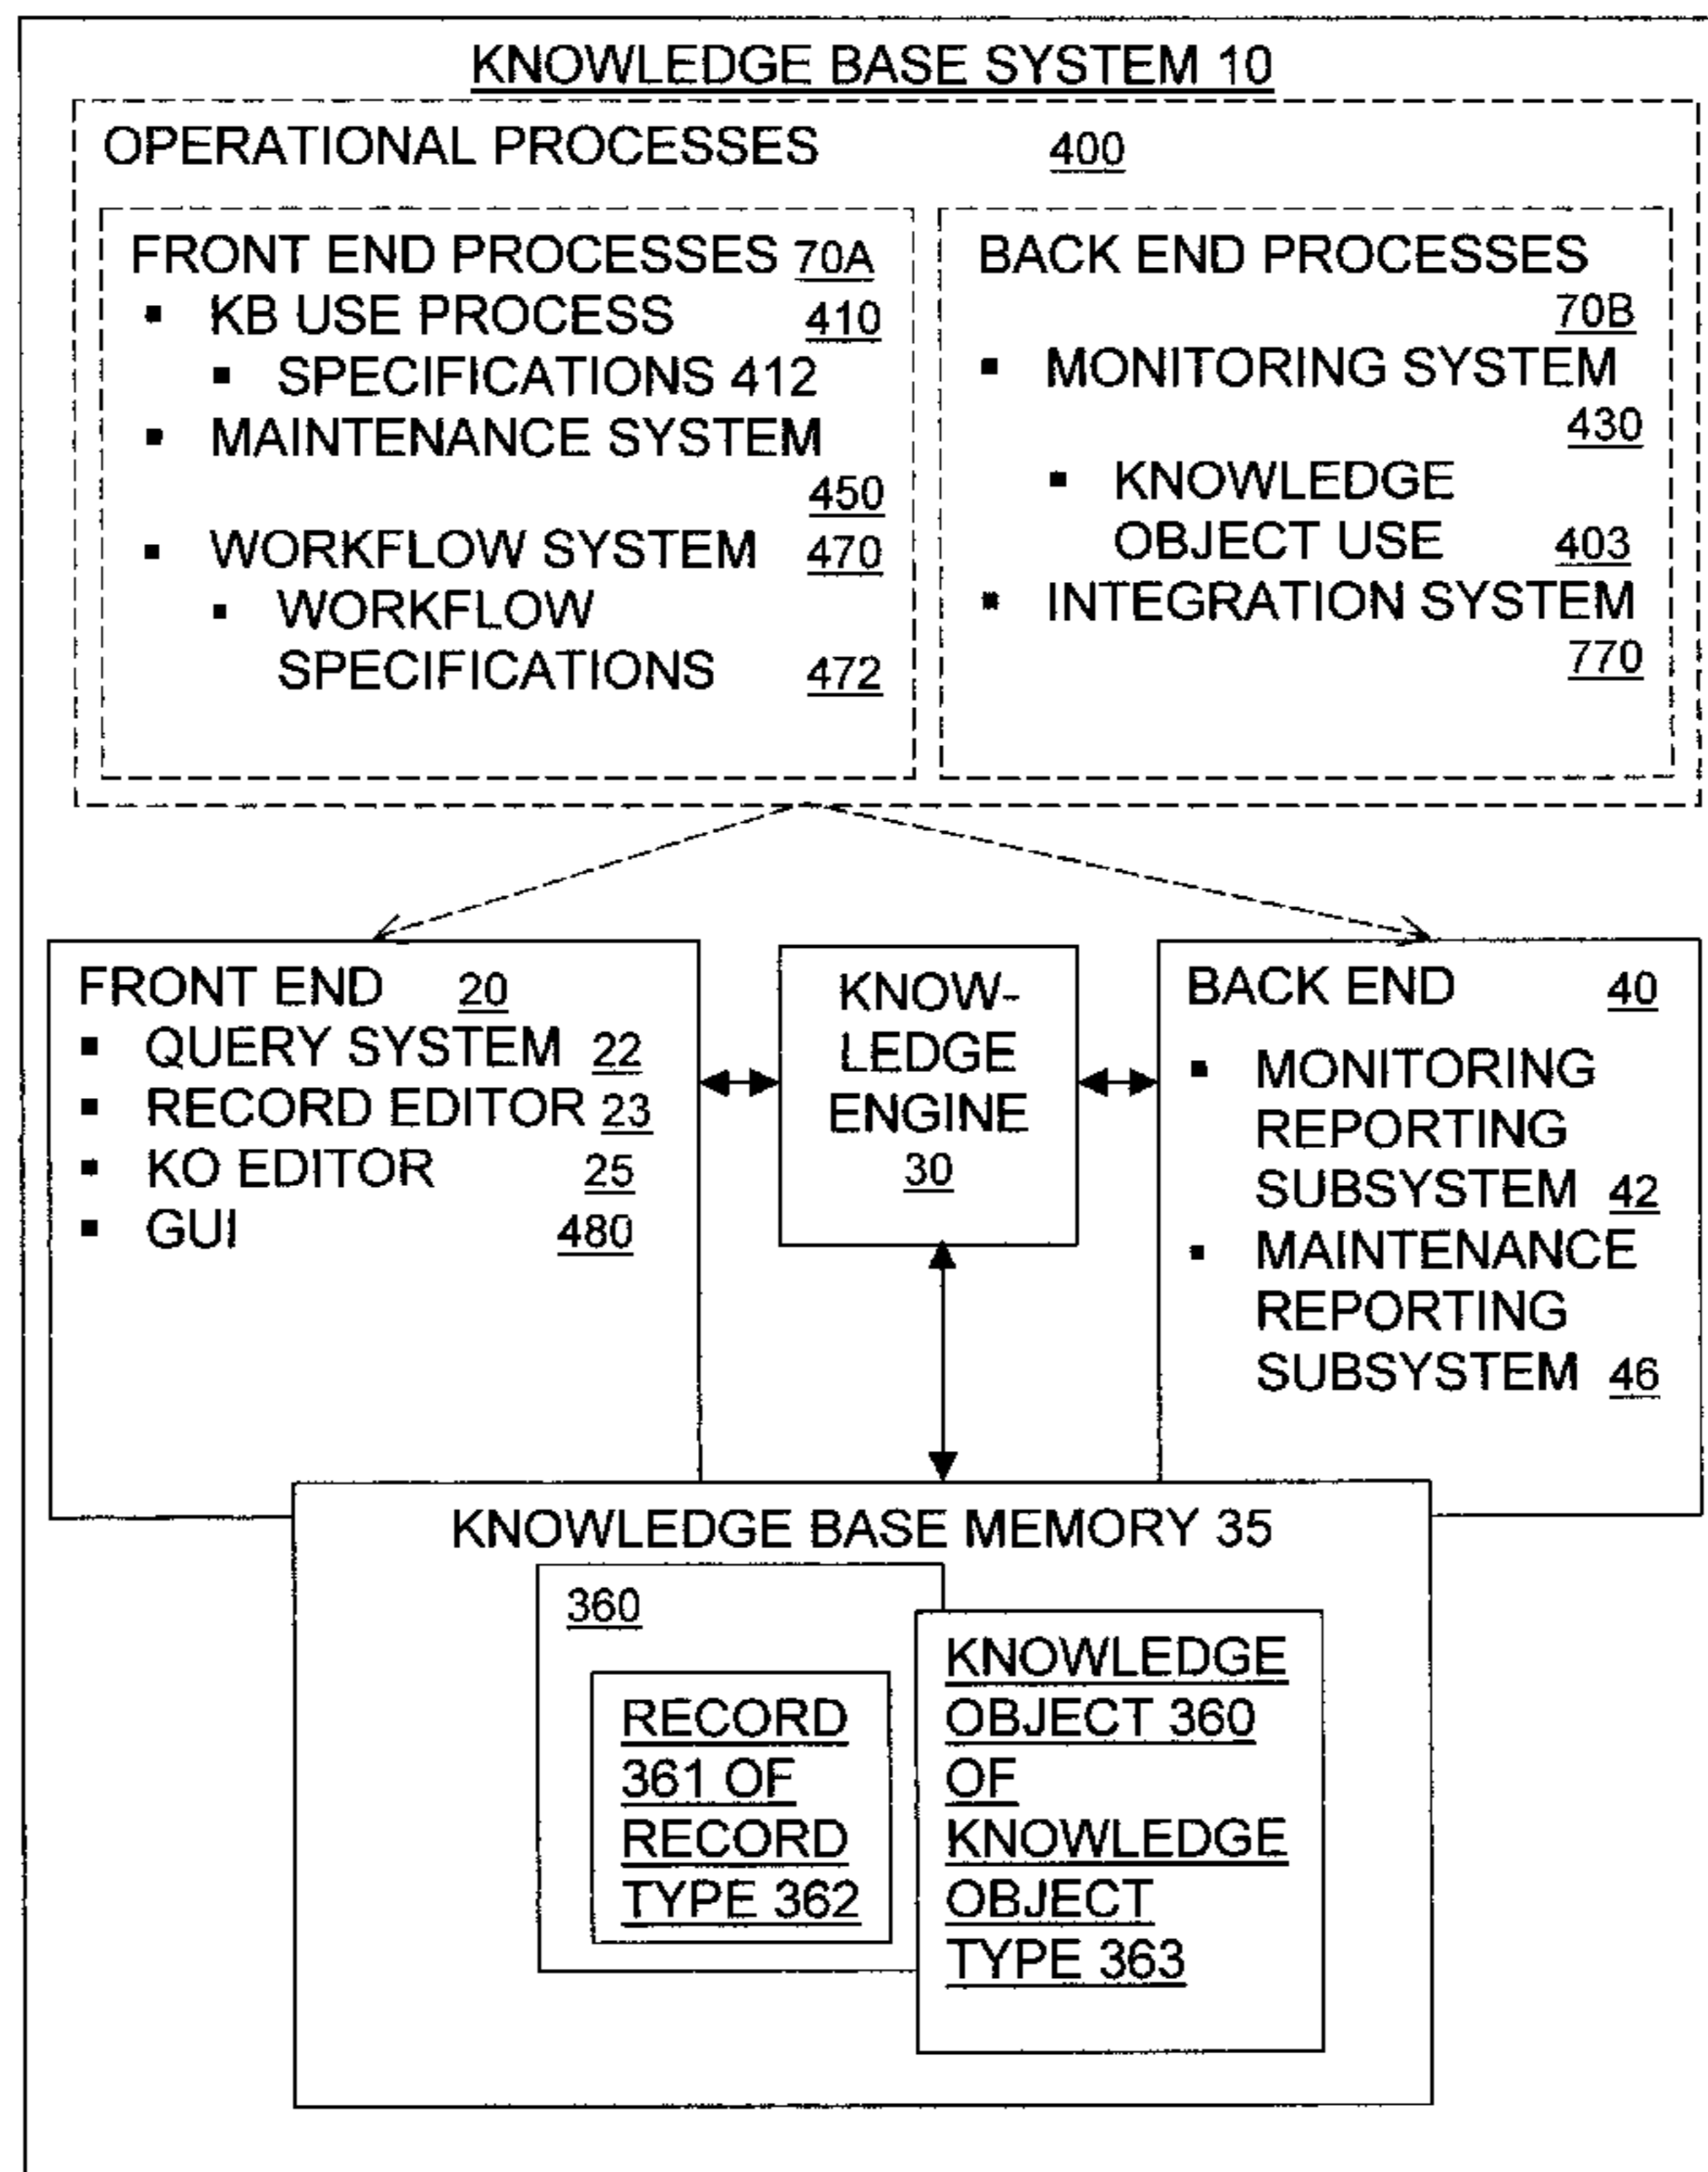 KNOWLEDGE BASE SYSTEM 10
OPERATIONAL PROCESSES 400
FRONT END PROCESSES 70A
▪ KB USE PROCESS 410
▪ SPECIFICATIONS 412
▪ MAINTENANCE SYSTEM
450
▪ WORKFLOW SYSTEM 470
▪ WORKFLOW
SPECIFICATIONS 472
BACK END PROCESSES
70B
▪ MONITORING SYSTEM
430
▪ KNOWLEDGE
OBJECT USE 403
▪ INTEGRATION SYSTEM
770
FRONT END 20
▪ QUERY SYSTEM 22
▪ RECORD EDITOR 23
▪ KO EDITOR 25
▪ GUI 480
KNOW-
LEDGE
ENGINE
30
BACK END 40
▪ MONITORING
REPORTING
SUBSYSTEM 42
▪ MAINTENANCE
REPORTING
SUBSYSTEM 46
KNOWLEDGE BASE MEMORY 35
360
RECORD
361 OF
RECORD
TYPE 362
KNOWLEDGE
OBJECT 360
OF
KNOWLEDGE
OBJECT
TYPE 363